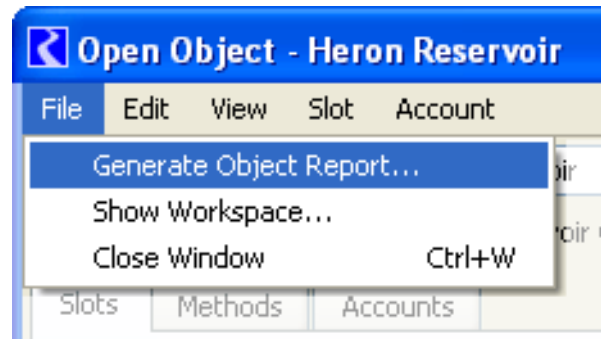 Open Object - Heron Reservoir
File Edit View Slot Account
Generate Object Report...
Show Workspace...
Close Window Ctrl+W
Slots Methods Accounts